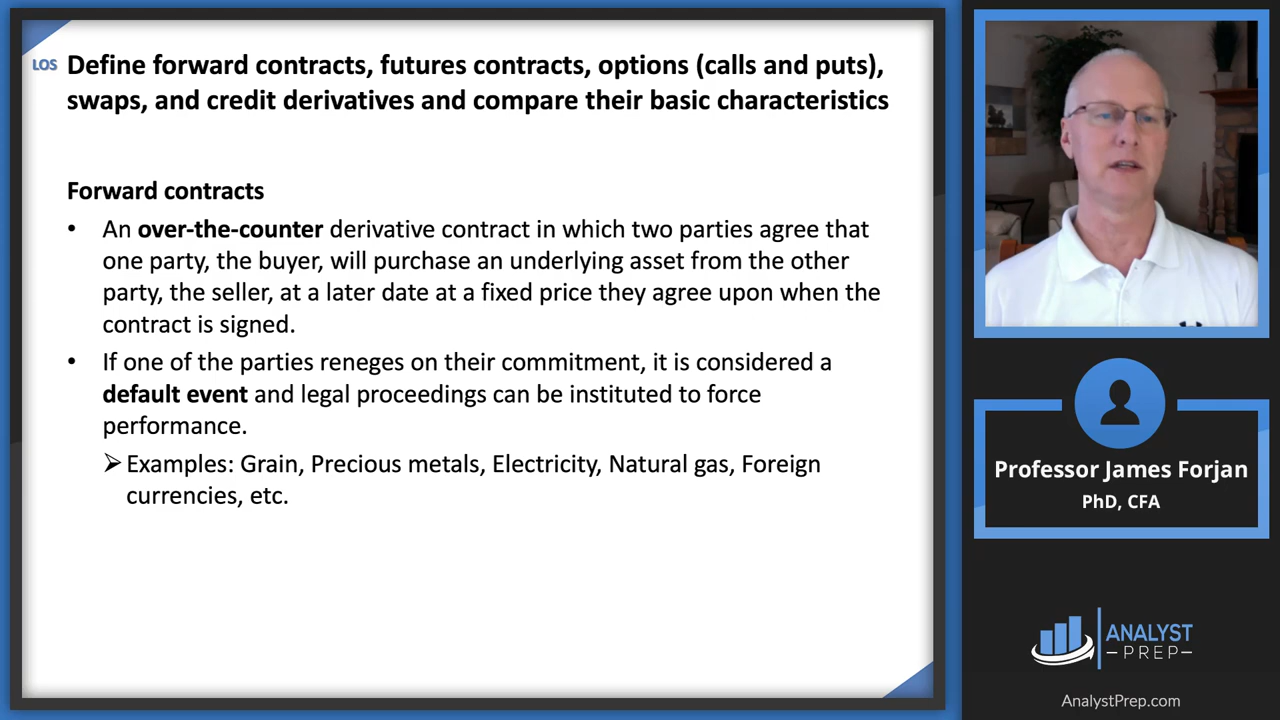 LOS
Define forward contracts, futures contracts, options (calls and puts),
swaps, and credit derivatives and compare their basic characteristics
Forward contracts
• An over-the-counter derivative contract in which two parties agree that
one party, the buyer, will purchase an underlying asset from the other
party, the seller, at a later date at a fixed price they agree upon when the
contract is signed.
• If one of the parties reneges on their commitment, it is considered a
default event and legal proceedings can be instituted to force
performance.
➢ Examples: Grain, Precious metals, Electricity, Natural gas, Foreign
currencies, etc.
Professor James Forjan
PhD, CFA
ANALYST
–PREP–
AnalystPrep.com